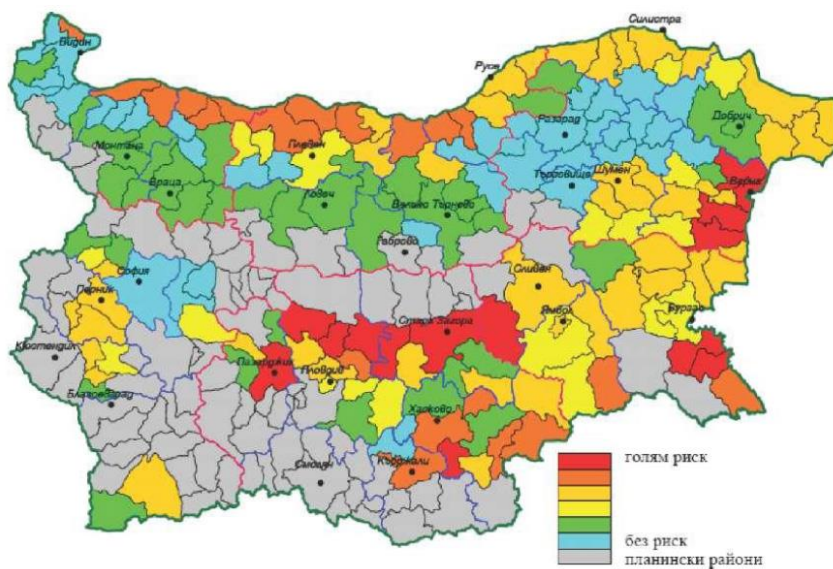 Силистра
Видин
Русе
Разград
Добрич
Монтана
Плевен
Търговище
Шумен
Варна
Враца
Ловеч
Велико Търново
Габрово
София
Сливен
Перник
Ямбол
Бургас
Стара Загора
Кюстендил
Пазарджик
Пловдив
Благоевград
Хасково
Смолян
Кърджали
голям риск
без риск
планински райони